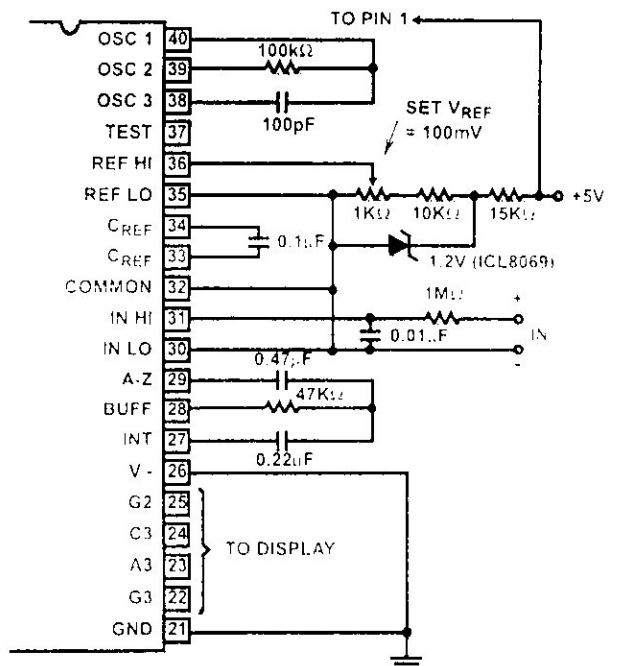 TO PIN 1
OSC 1 40
100kΩ
OSC 2 39
OSC 3 38
100pF
SET VREF
= 100mV
TEST 37
REF HI 36
REF LO 35
1KΩ 10KΩ 15KΩ +5V
CREF 34
0.1µF
CREF 33
1.2V (ICL8069)
COMMON 32
1MΩ +
IN HI 31
0.01µF IN
IN LO 30
-
0.47µF
A-Z 29
47KΩ
BUFF 28
INT 27
0.22µF
V - 26
G2 25
C3 24
TO DISPLAY
A3 23
G3 22
GND 21